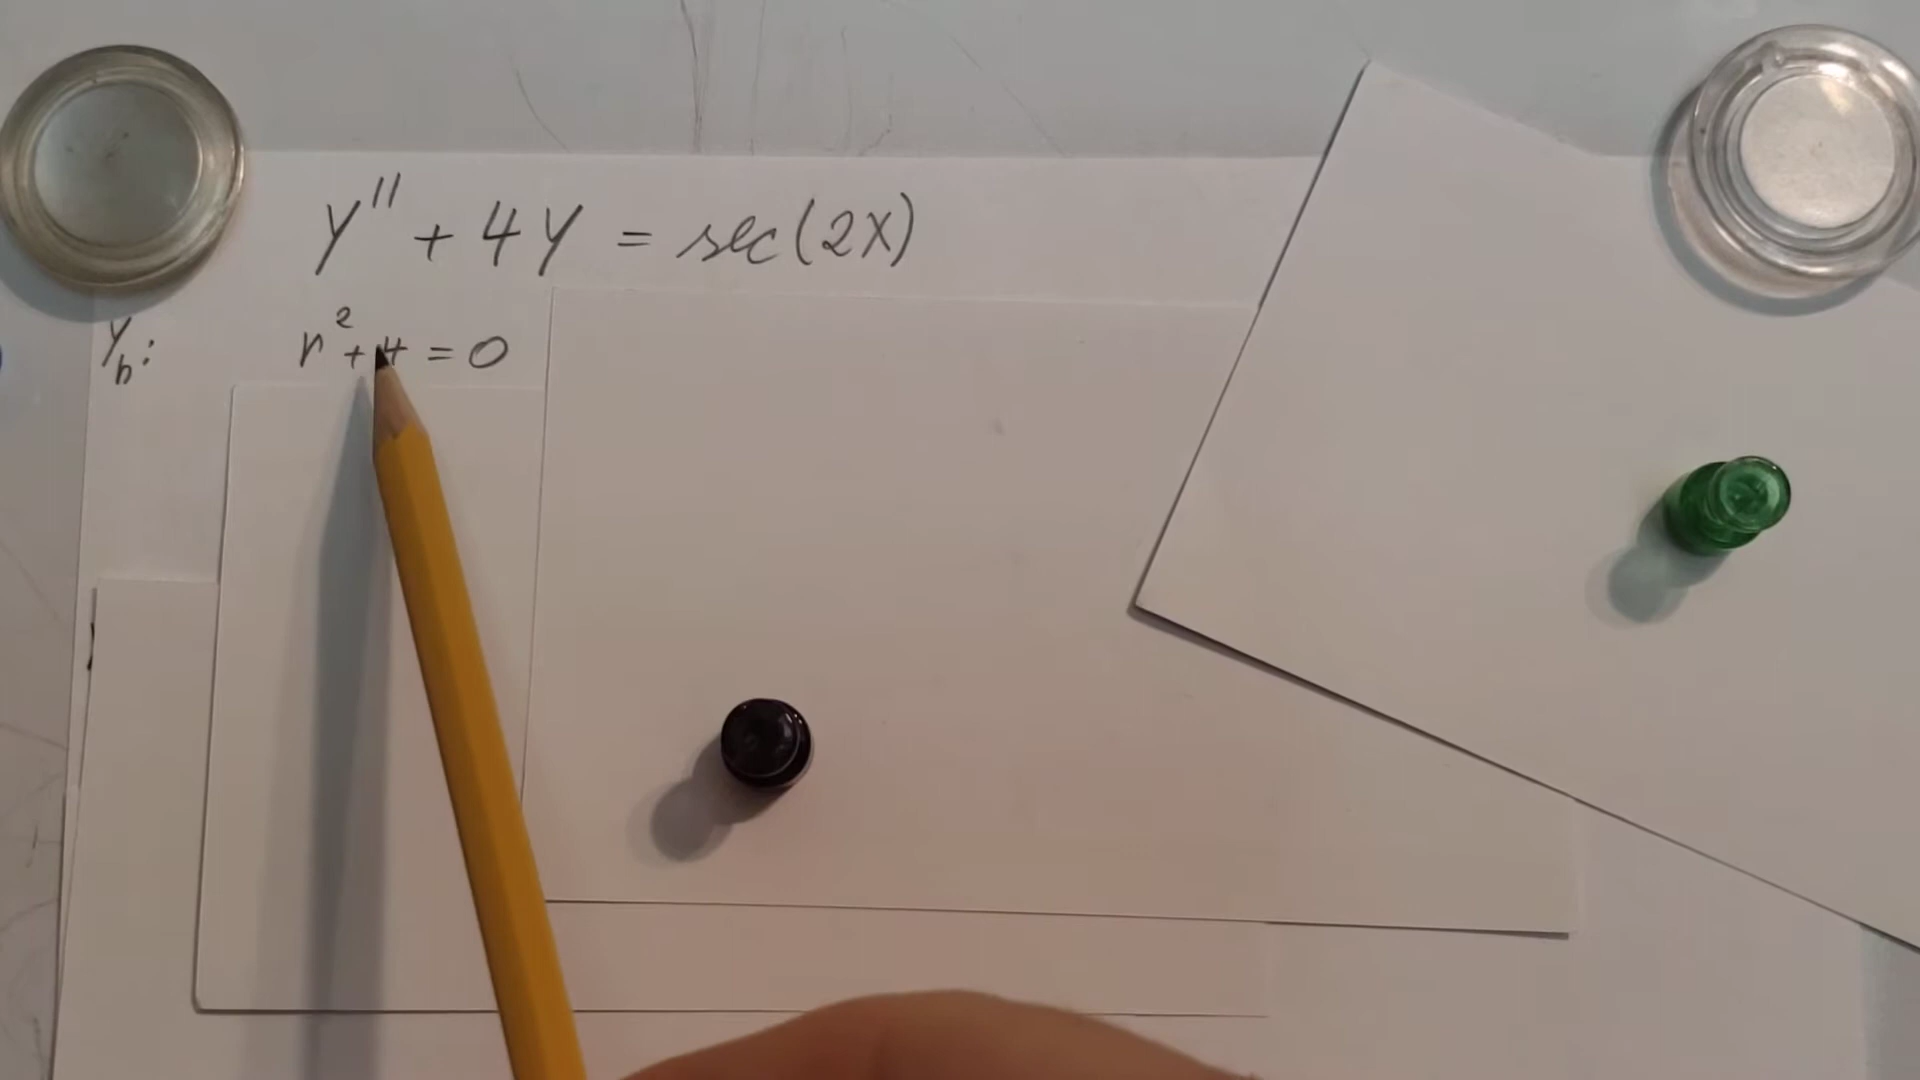 y'' + 4y = sec(2x)
y_h: r² + 4 = 0